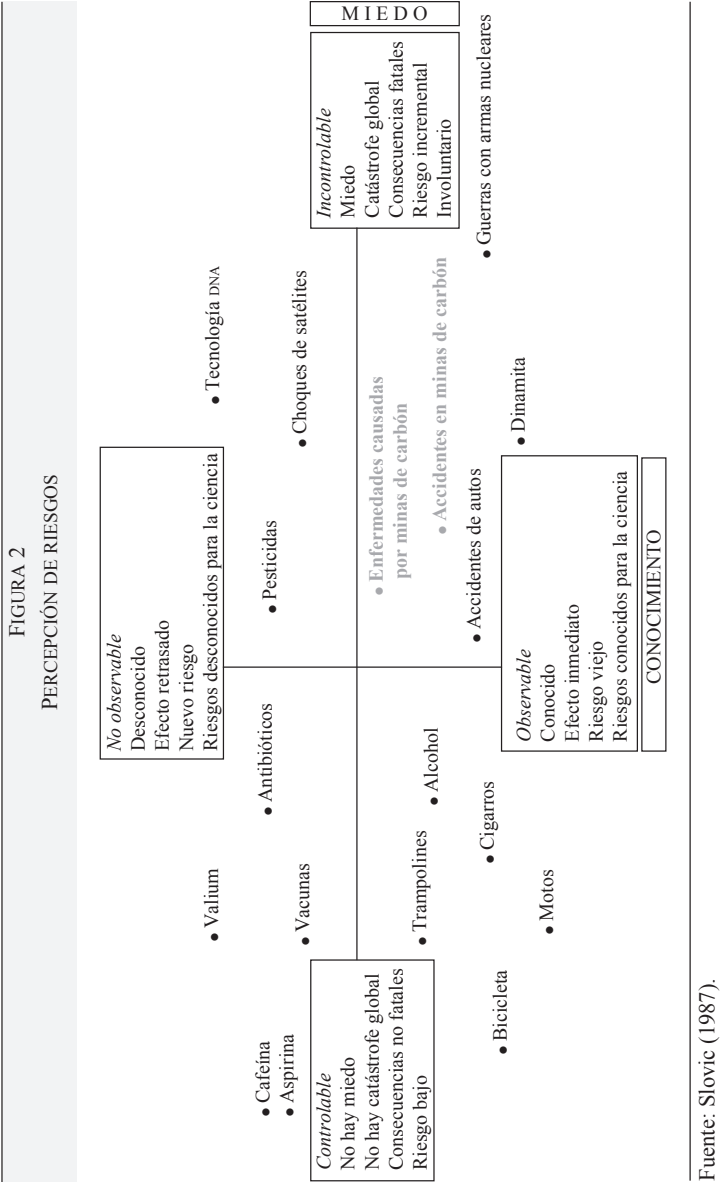 FIGURA 2
PERCEPCIÓN DE RIESGOS
No observable
Desconocido
Efecto retrasado
Nuevo riesgo
Riesgos desconocidos para la ciencia
• Tecnología DNA
• Valium
• Cafeína
• Aspirina
• Antibióticos
• Pesticidas
• Vacunas
• Choques de satélites
Controlable
No hay miedo
No hay catástrofe global
Consecuencias no fatales
Riesgo bajo
Incontrolable
Miedo
Catástrofe global
Consecuencias fatales
Riesgo incremental
Involuntario
MIEDO
• Enfermedades causadas
por minas de carbón
• Trampolines
• Alcohol
• Accidentes en minas de carbón
• Accidentes de autos
• Guerras con armas nucleares
• Cigarros
• Bicicleta
• Dinamita
• Motos
Observable
Conocido
Efecto inmediato
Riesgo viejo
Riesgos conocidos para la ciencia
CONOCIMIENTO
Fuente: Slovic (1987).